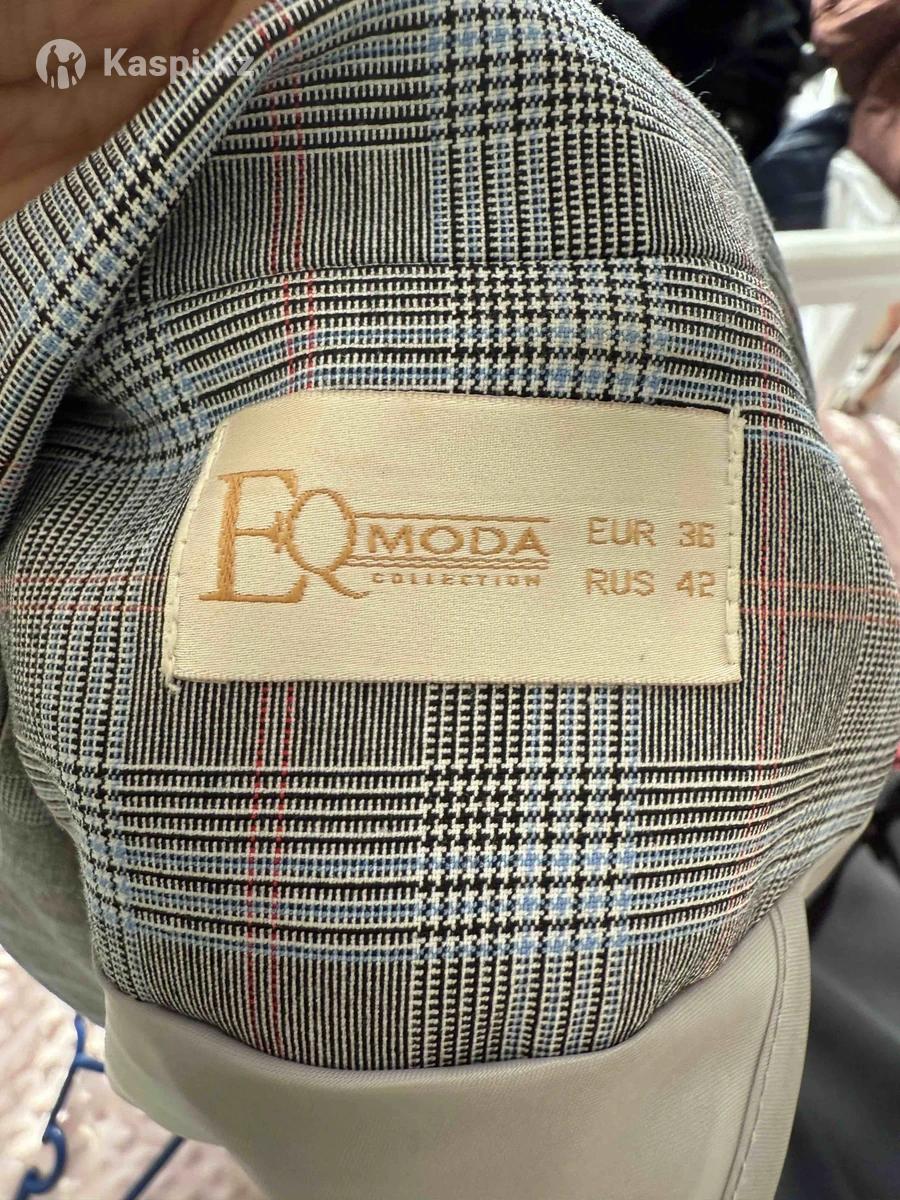 Kaspi.kz
EQ MODA
COLLECTION
EUR 36
RUS 42